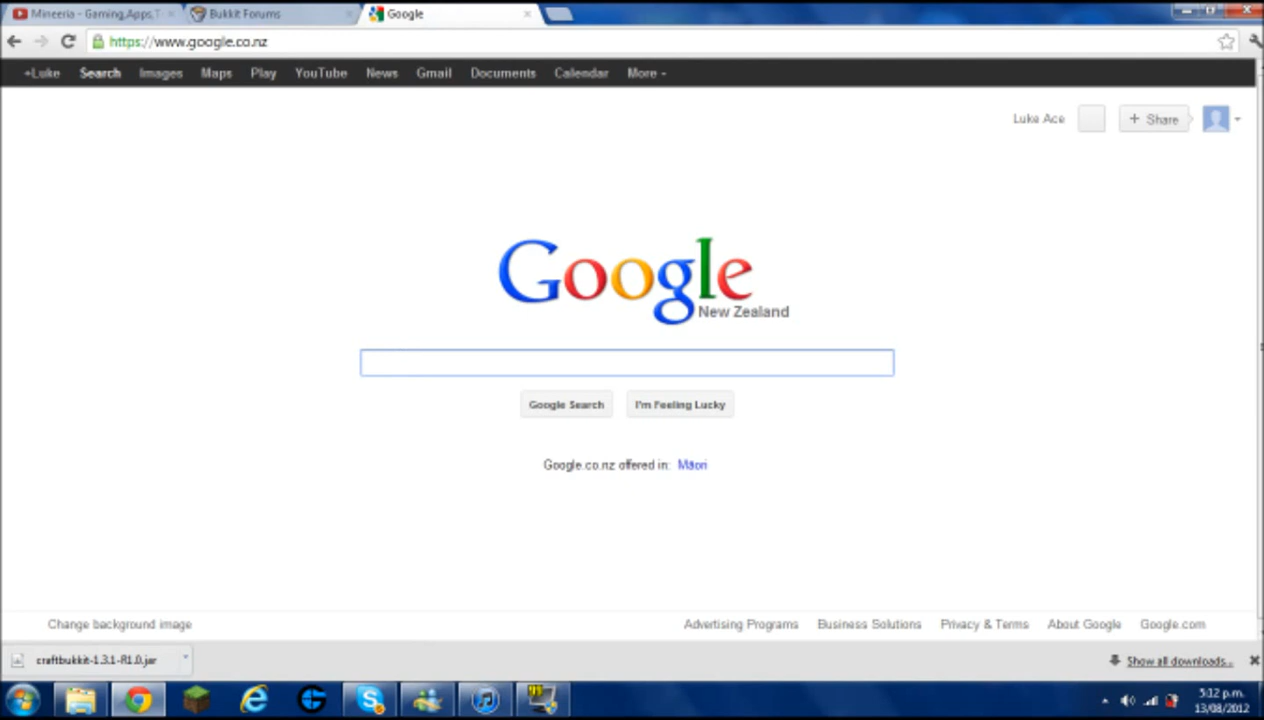 Mineeria - Gaming,Apps,T
Bukkit Forums
Google
https://www.google.co.nz
+Luke Search Images Maps Play YouTube News Gmail Documents Calendar More
Luke Ace + Share
Google
New Zealand
Google Search I'm Feeling Lucky
Google.co.nz offered in: Māori
Change background image Advertising Programs Business Solutions Privacy & Terms About Google Google.com
craftbukkit-1.3.1-R1.0.jar Show all downloads...
5:12 p.m.
13/08/2012